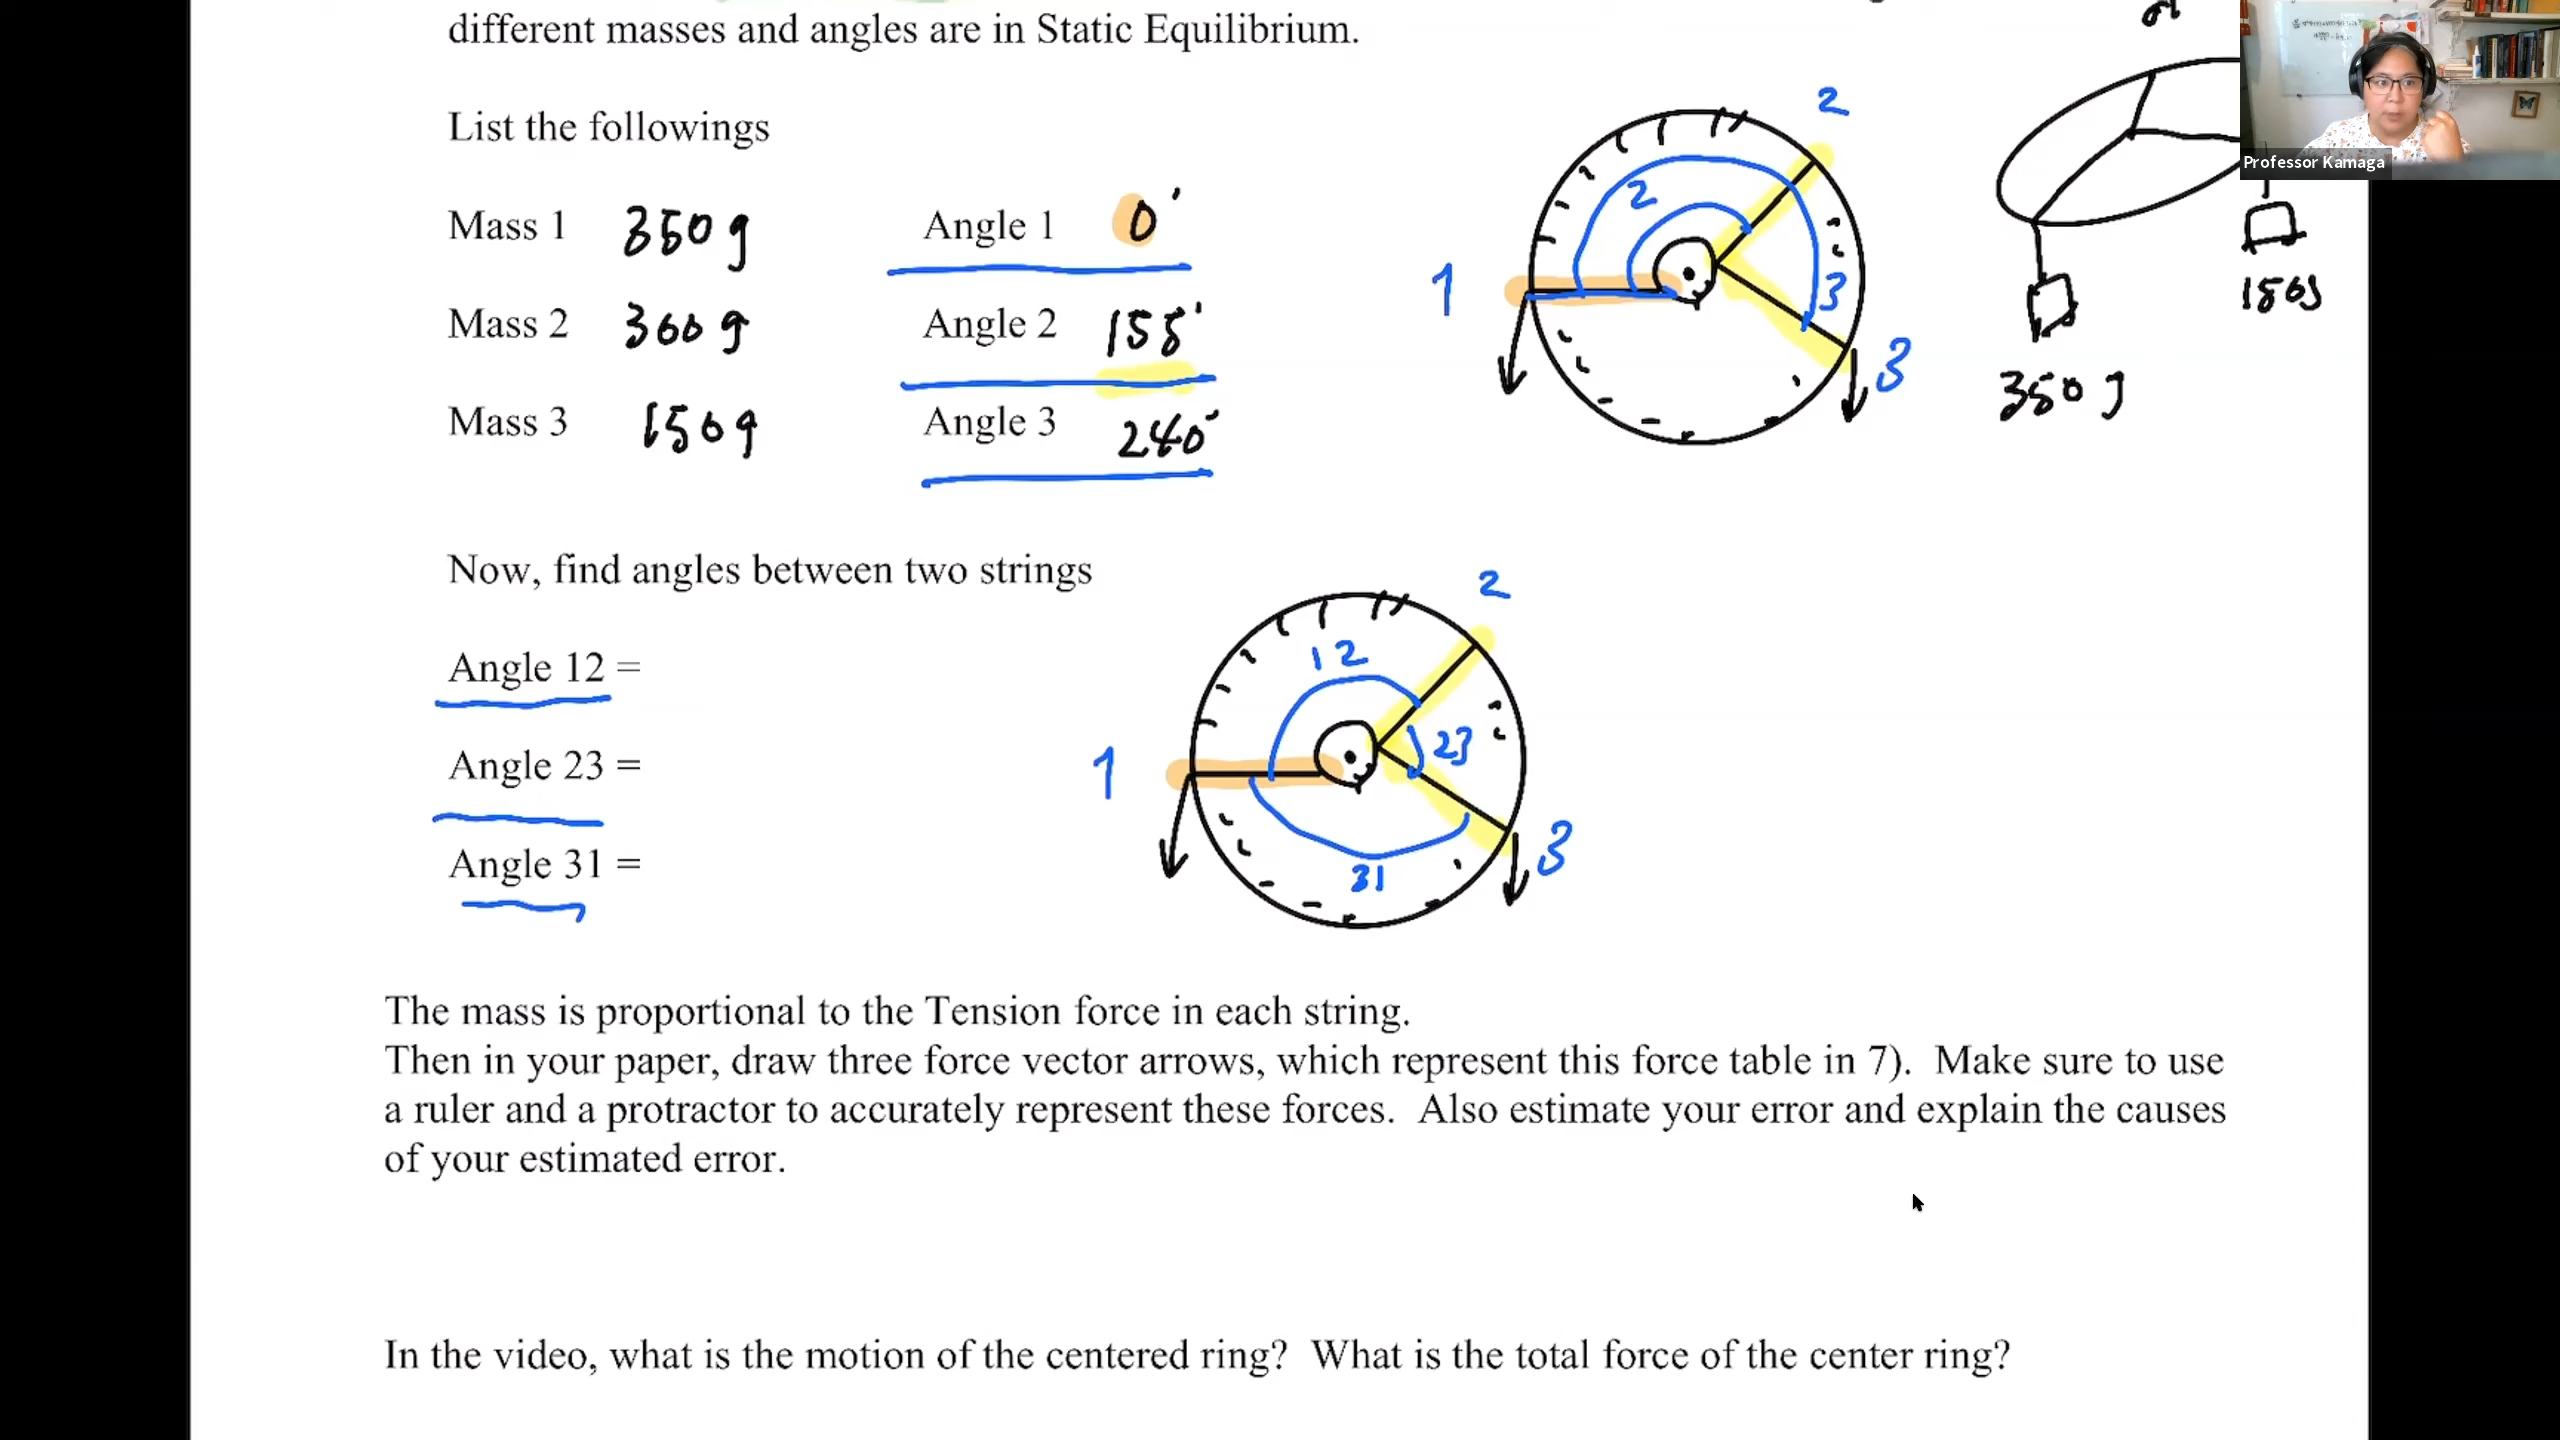 different masses and angles are in Static Equilibrium.
List the followings
Mass 1 350 g Angle 1 0°
Mass 2 300 g Angle 2 155°
Mass 3 150 g Angle 3 240°
2
2
1
3
3
150g
350 g
Professor Kamaga
Now, find angles between two strings
Angle 12 =
Angle 23 =
Angle 31 =
2
12
23
1
3
31
The mass is proportional to the Tension force in each string.
Then in your paper, draw three force vector arrows, which represent this force table in 7). Make sure to use
a ruler and a protractor to accurately represent these forces. Also estimate your error and explain the causes
of your estimated error.
In the video, what is the motion of the centered ring? What is the total force of the center ring?